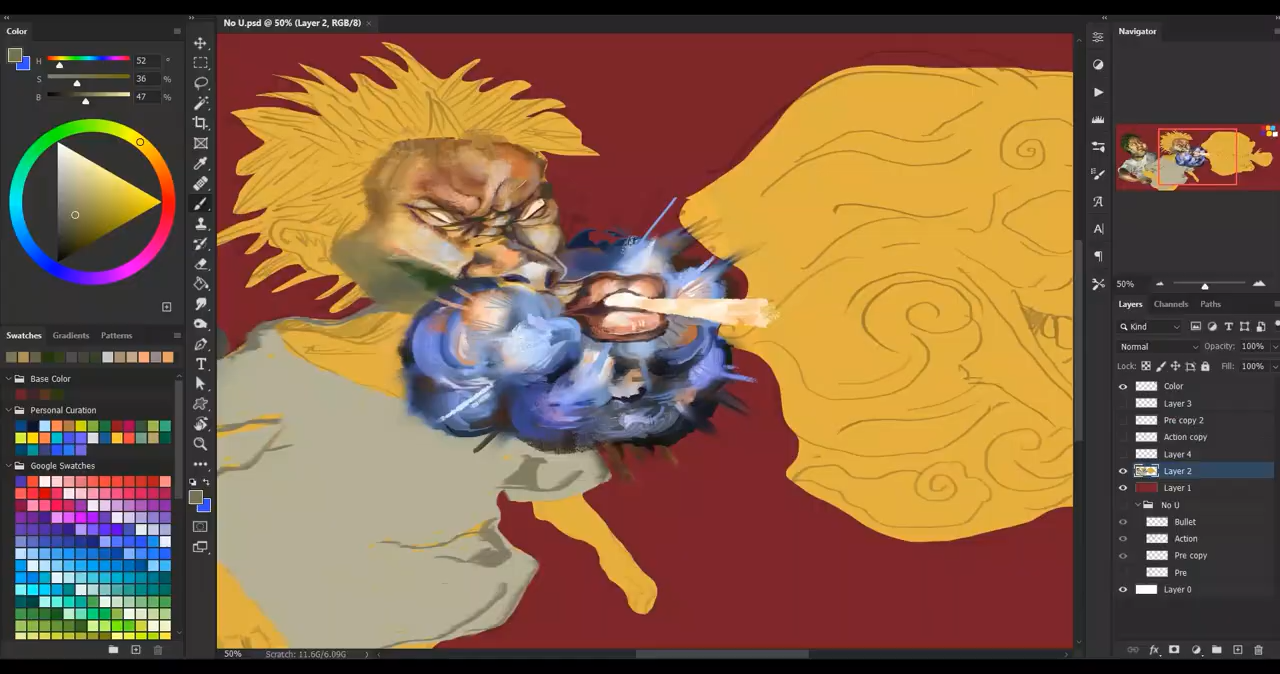 No U.psd @ 50% (Layer 2, RGB/8) ×
Color
H 52 °
S 36 %
B 47 %
Swatches Gradients Patterns
Base Color
Personal Curation
Google Swatches
50% Scratch: 11.6G/6.09G
Navigator
50%
Layers Channels Paths
Kind
Normal Opacity: 100%
Lock: Fill: 100%
Color
Layer 3
Pre copy 2
Action copy
Layer 4
Layer 2
Layer 1
No U
Bullet
Action
Pre copy
Pre
Layer 0